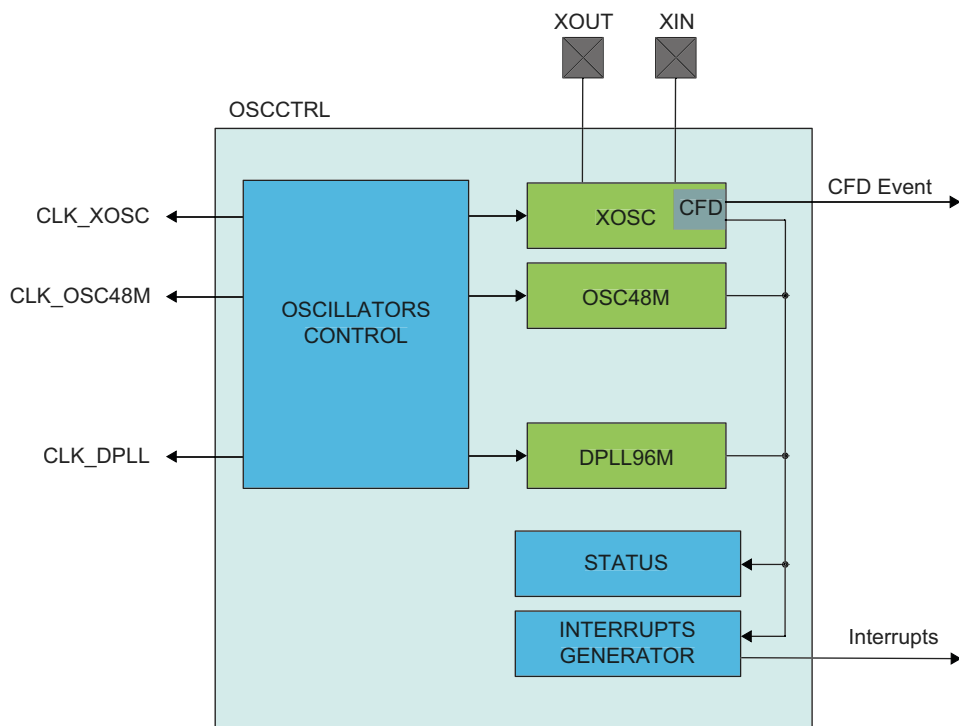 XOUT
XIN
OSCCTRL
CFD Event
CLK_XOSC
XOSC
CFD
CLK_OSC48M
OSC48M
OSCILLATORS
CONTROL
CLK_DPLL
DPLL96M
STATUS
INTERRUPTS
GENERATOR
Interrupts